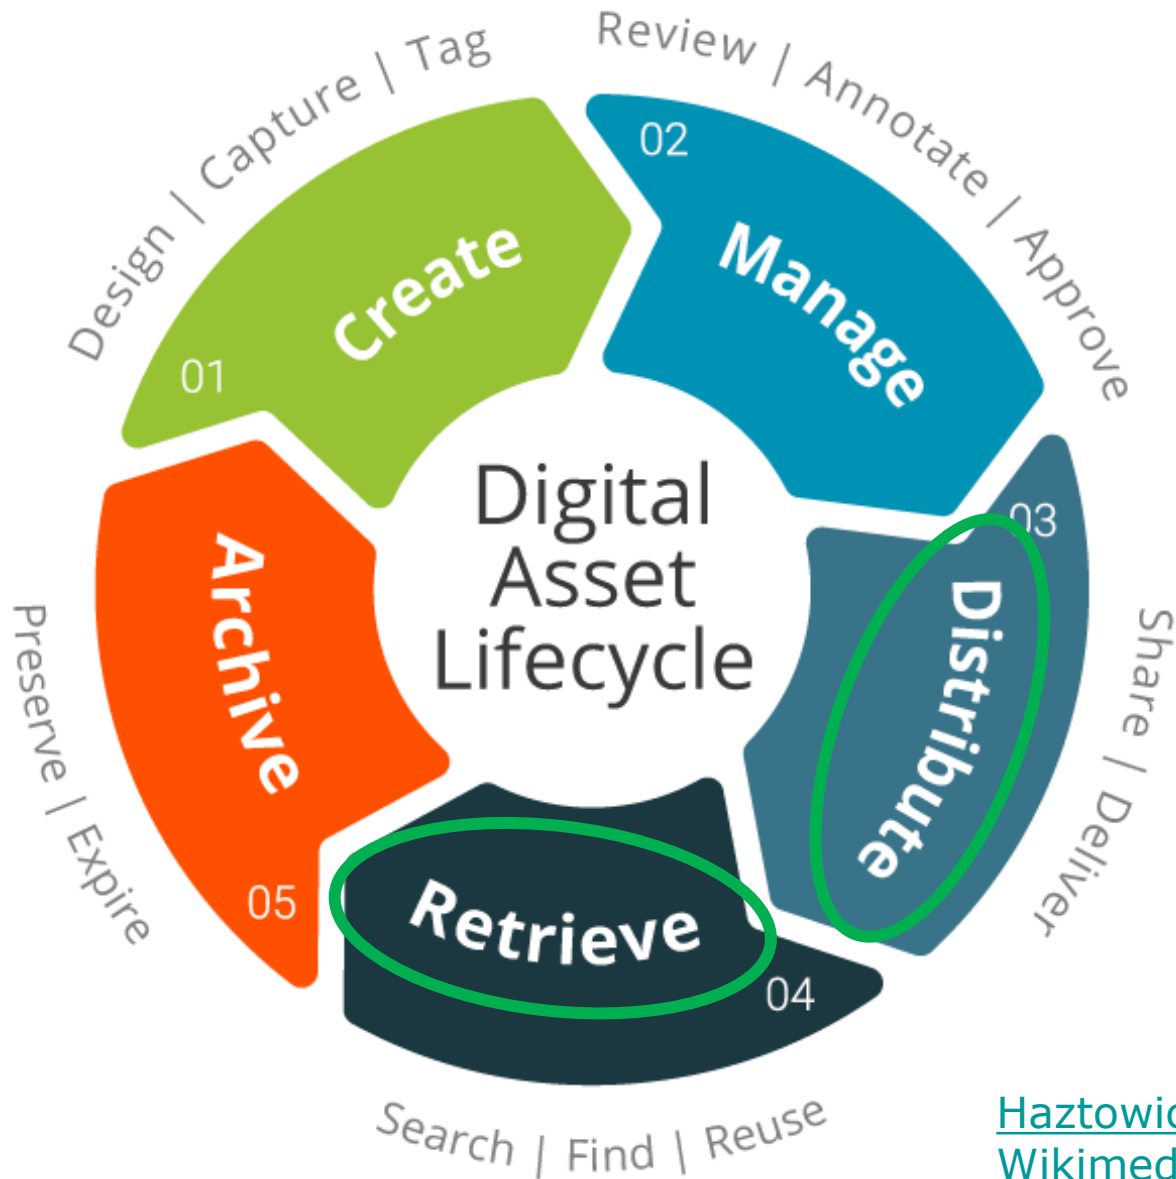 Design | Capture | Tag
01
Create
Review | Annotate | Approve
02
Manage
03
Distribute
Share | Deliver
04
Retrieve
Search | Find | Reuse
05
Archive
Preserve | Expire
Digital
Asset
Lifecycle